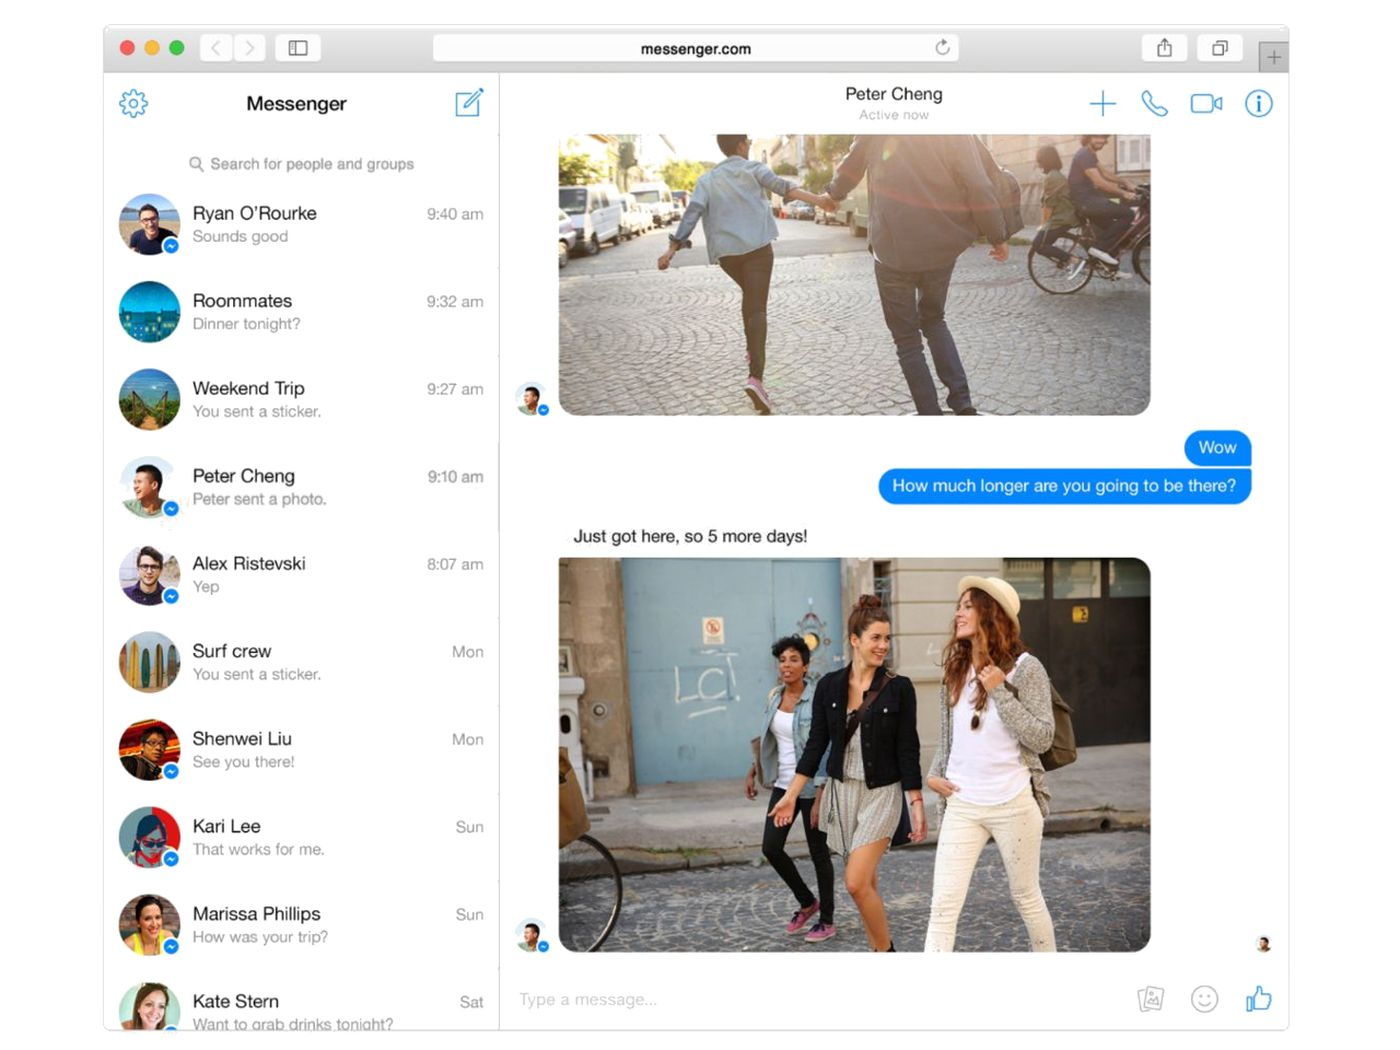 messenger.com
Messenger
Search for people and groups
Ryan O'Rourke 9:40 am
Sounds good
Roommates 9:32 am
Dinner tonight?
Weekend Trip 9:27 am
You sent a sticker.
Peter Cheng 9:10 am
Peter sent a photo.
Alex Ristevski 8:07 am
Yep
Surf crew Mon
You sent a sticker.
Shenwei Liu Mon
See you there!
Kari Lee Sun
That works for me.
Marissa Phillips Sun
How was your trip?
Kate Stern Sat
Want to grab drinks tonight?
Peter Cheng
Active now
Wow
How much longer are you going to be there?
Just got here, so 5 more days!
LC!
Type a message...